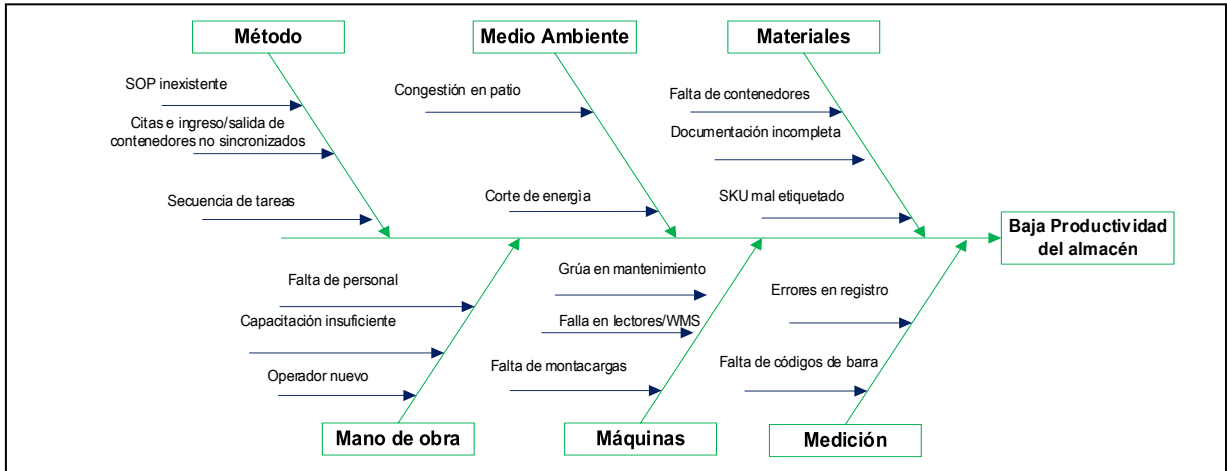 Método
Medio Ambiente
Materiales
SOP inexistente
Citas e ingreso/salida de
contenedores no sincronizados
Secuencia de tareas
Congestión en patio
Corte de energìa
Falta de contenedores
Documentación incompleta
SKU mal etiquetado
Baja Productividad
del almacén
Falta de personal
Capacitación insuficiente
Operador nuevo
Grúa en mantenimiento
Falla en lectores/WMS
Falta de montacargas
Errores en registro
Falta de códigos de barra
Mano de obra
Máquinas
Medición